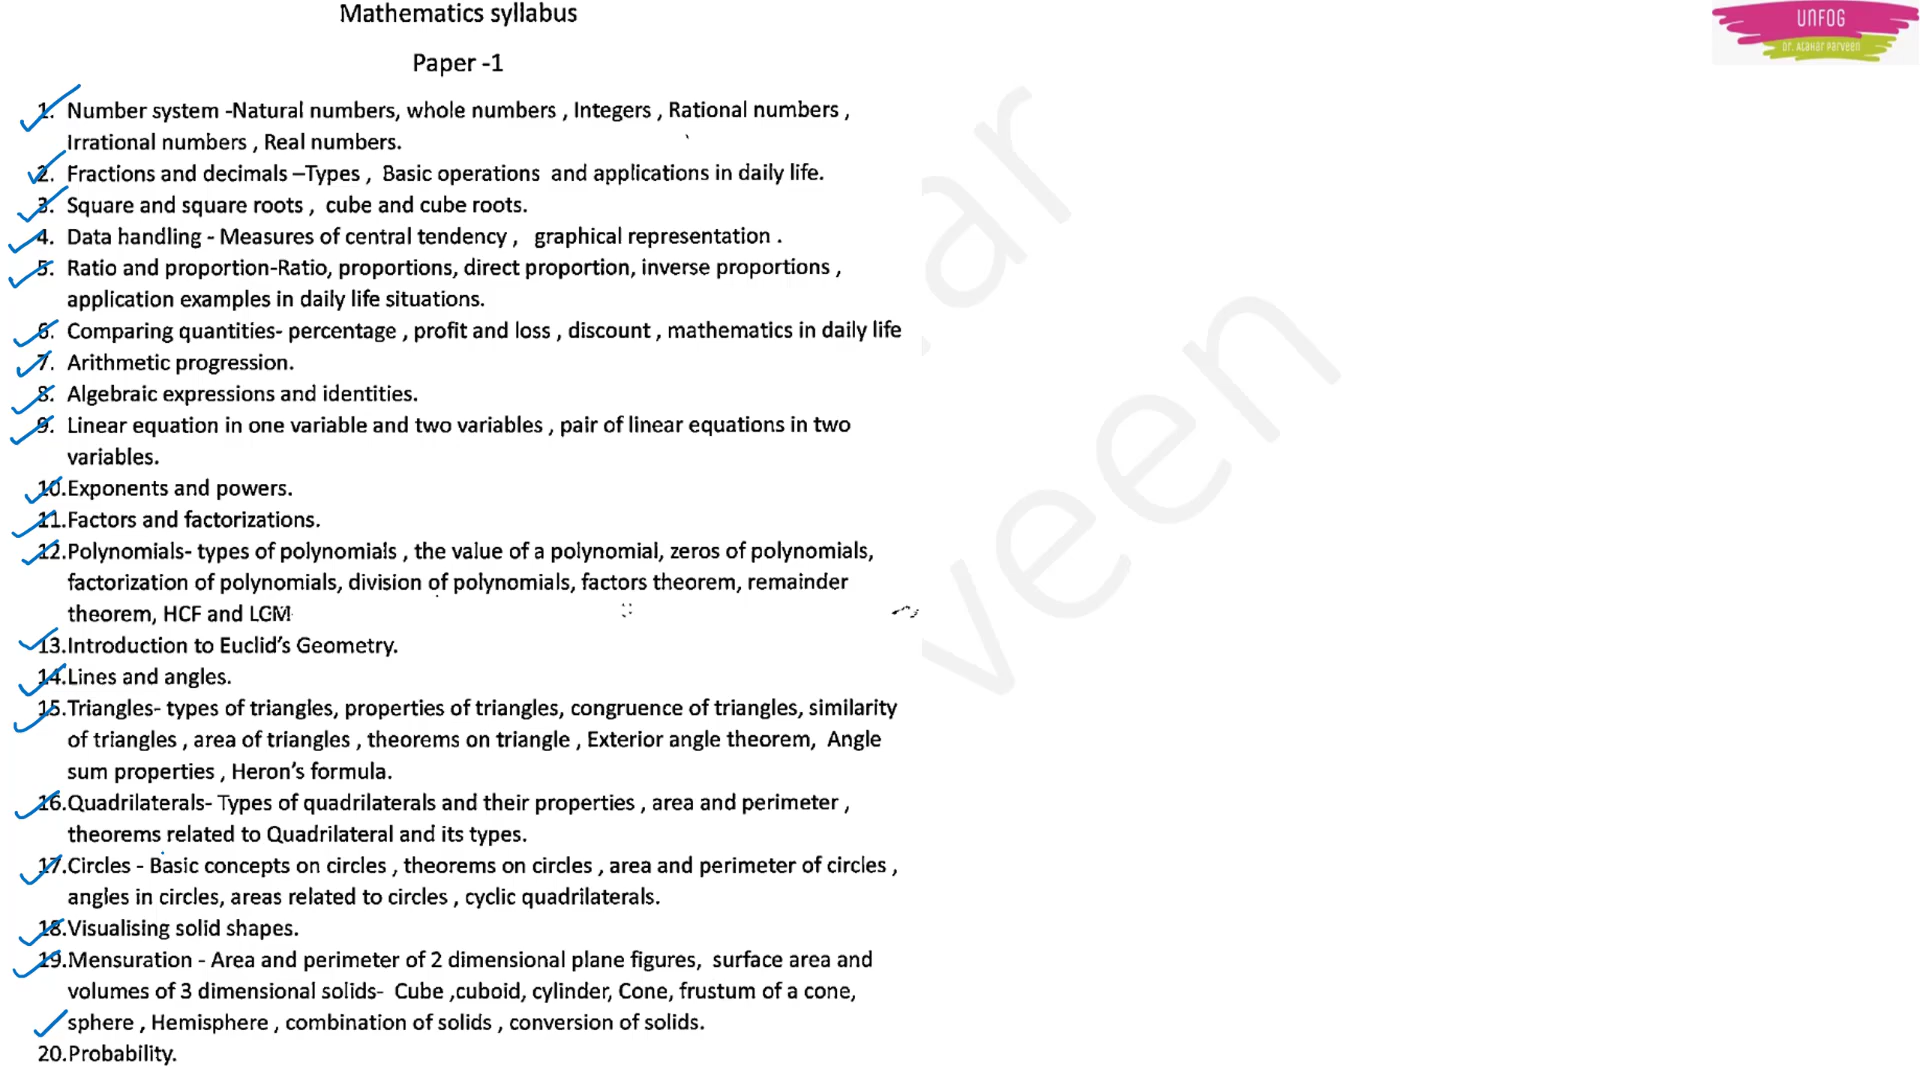 Mathematics syllabus
UNFOG
Dr. Atahar Parveen
Paper -1
1. Number system -Natural numbers, whole numbers , Integers , Rational numbers ,
Irrational numbers , Real numbers.
2. Fractions and decimals –Types , Basic operations and applications in daily life.
3. Square and square roots , cube and cube roots.
4. Data handling - Measures of central tendency , graphical representation .
5. Ratio and proportion-Ratio, proportions, direct proportion, inverse proportions ,
application examples in daily life situations.
6. Comparing quantities- percentage , profit and loss , discount , mathematics in daily life
7. Arithmetic progression.
8. Algebraic expressions and identities.
9. Linear equation in one variable and two variables , pair of linear equations in two
variables.
10.Exponents and powers.
11.Factors and factorizations.
12.Polynomials- types of polynomials , the value of a polynomial, zeros of polynomials,
factorization of polynomials, division of polynomials, factors theorem, remainder
theorem, HCF and LCM
13.Introduction to Euclid’s Geometry.
14.Lines and angles.
15.Triangles- types of triangles, properties of triangles, congruence of triangles, similarity
of triangles , area of triangles , theorems on triangle , Exterior angle theorem, Angle
sum properties , Heron’s formula.
16.Quadrilaterals- Types of quadrilaterals and their properties , area and perimeter ,
theorems related to Quadrilateral and its types.
17.Circles - Basic concepts on circles , theorems on circles , area and perimeter of circles ,
angles in circles, areas related to circles , cyclic quadrilaterals.
18.Visualising solid shapes.
19.Mensuration - Area and perimeter of 2 dimensional plane figures, surface area and
volumes of 3 dimensional solids- Cube ,cuboid, cylinder, Cone, frustum of a cone,
sphere , Hemisphere , combination of solids , conversion of solids.
20.Probability.
ar
veen